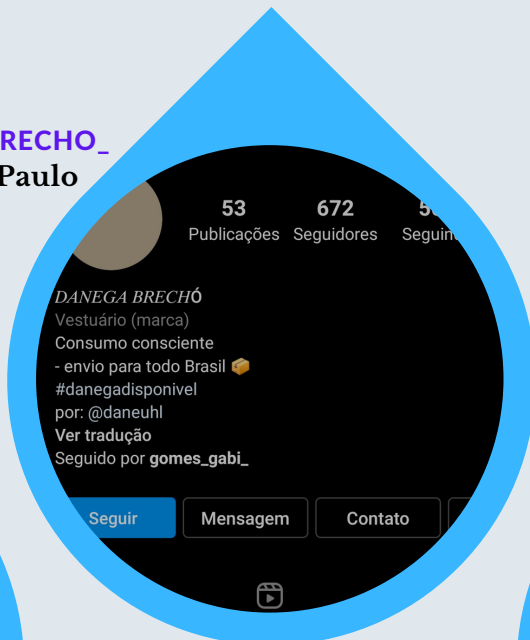 RECHO_
Paulo
53 672
Publicações Seguidores
DANEGA BRECHÓ
Vestuário (marca)
Consumo consciente
- envio para todo Brasil 📦
#danegadisponivel
por: @daneuhl
Ver tradução
Seguido por gomes_gabi_
Seguir Mensagem Contato